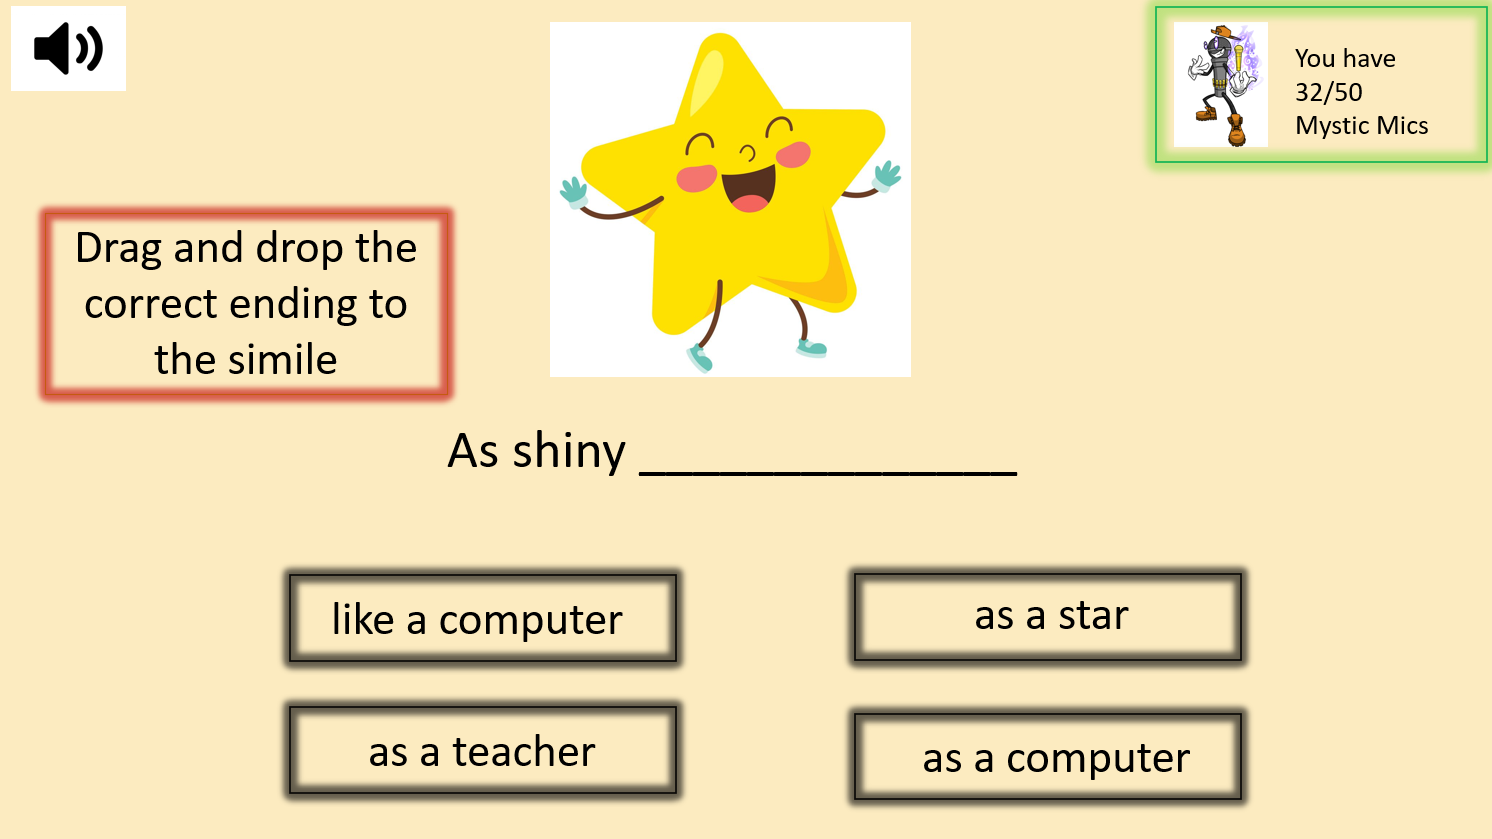 You have
32/50
Mystic Mics
Drag and drop the
correct ending to
the simile
As shiny ______________
like a computer
as a star
as a teacher
as a computer